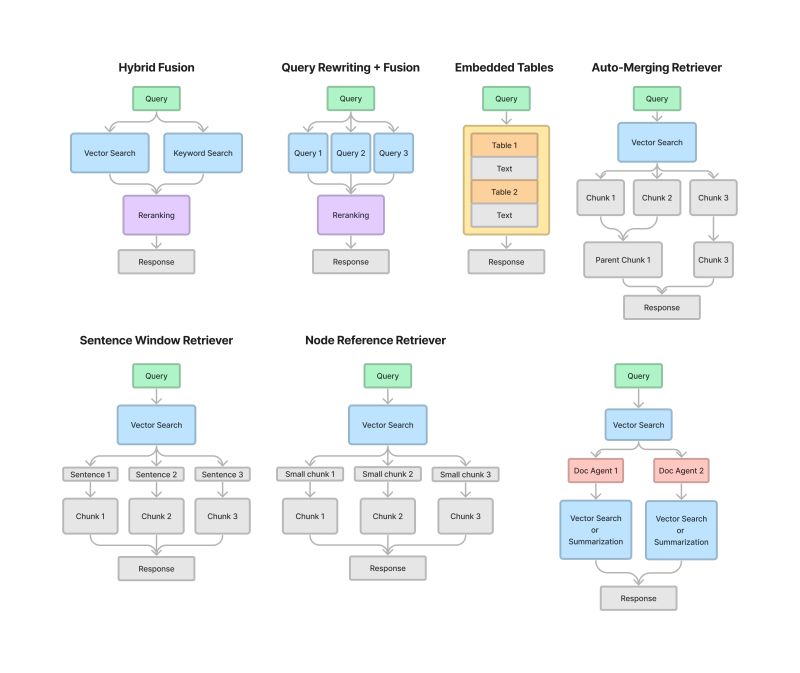 Hybrid Fusion
Query
Vector Search
Keyword Search
Reranking
Response
Query Rewriting + Fusion
Query
Query 1
Query 2
Query 3
Reranking
Response
Embedded Tables
Query
Table 1
Text
Table 2
Text
Response
Auto-Merging Retriever
Query
Vector Search
Chunk 1
Chunk 2
Chunk 3
Parent Chunk 1
Chunk 3
Response
Sentence Window Retriever
Query
Vector Search
Sentence 1
Sentence 2
Sentence 3
Chunk 1
Chunk 2
Chunk 3
Response
Node Reference Retriever
Query
Vector Search
Small chunk 1
Small chunk 2
Small chunk 3
Chunk 1
Chunk 2
Chunk 3
Response
Query
Vector Search
Doc Agent 1
Doc Agent 2
Vector Search
or
Summarization
Vector Search
or
Summarization
Response